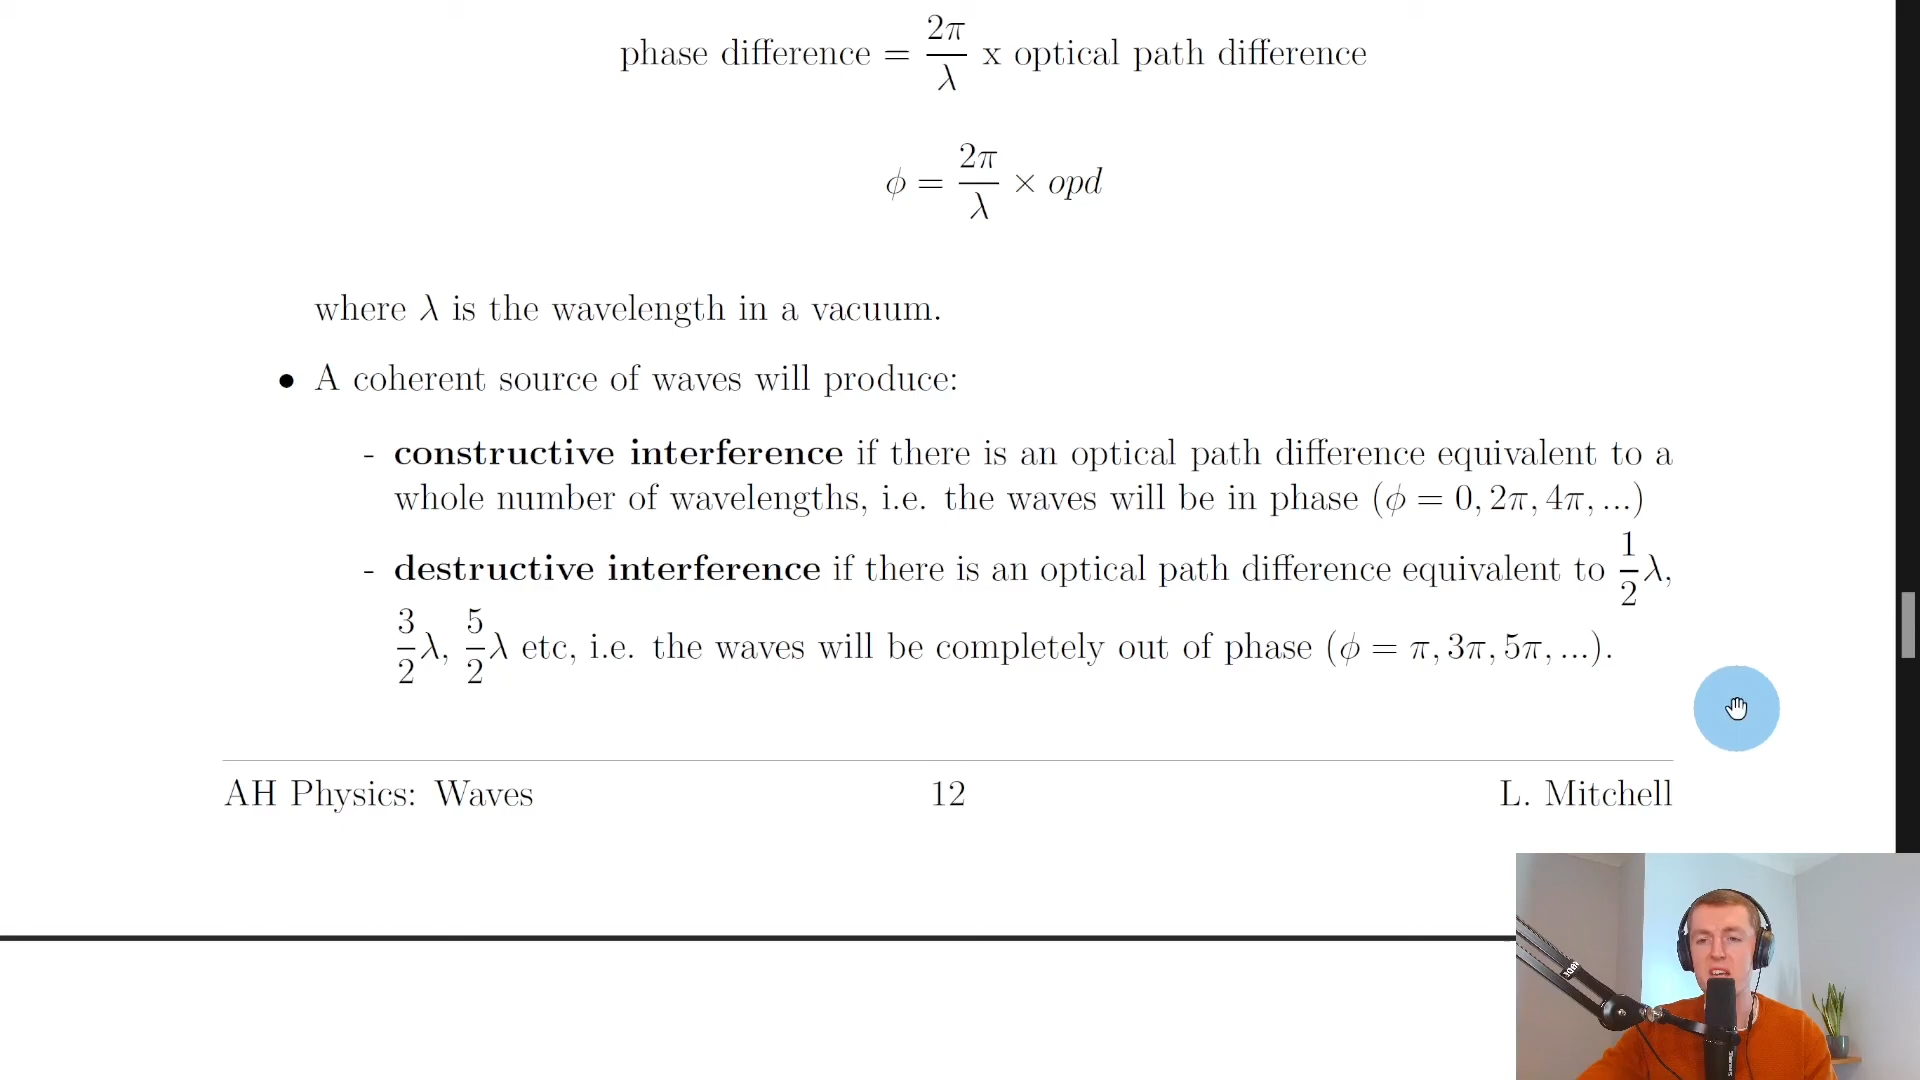 phase difference = 2π/λ x optical path difference
ϕ = 2π/λ × opd
where λ is the wavelength in a vacuum.
• A coherent source of waves will produce:
- constructive interference if there is an optical path difference equivalent to a
whole number of wavelengths, i.e. the waves will be in phase (ϕ = 0, 2π, 4π, ...)
- destructive interference if there is an optical path difference equivalent to 1/2λ,
3/2λ, 5/2λ etc, i.e. the waves will be completely out of phase (ϕ = π, 3π, 5π, ...).
AH Physics: Waves 12 L. Mitchell